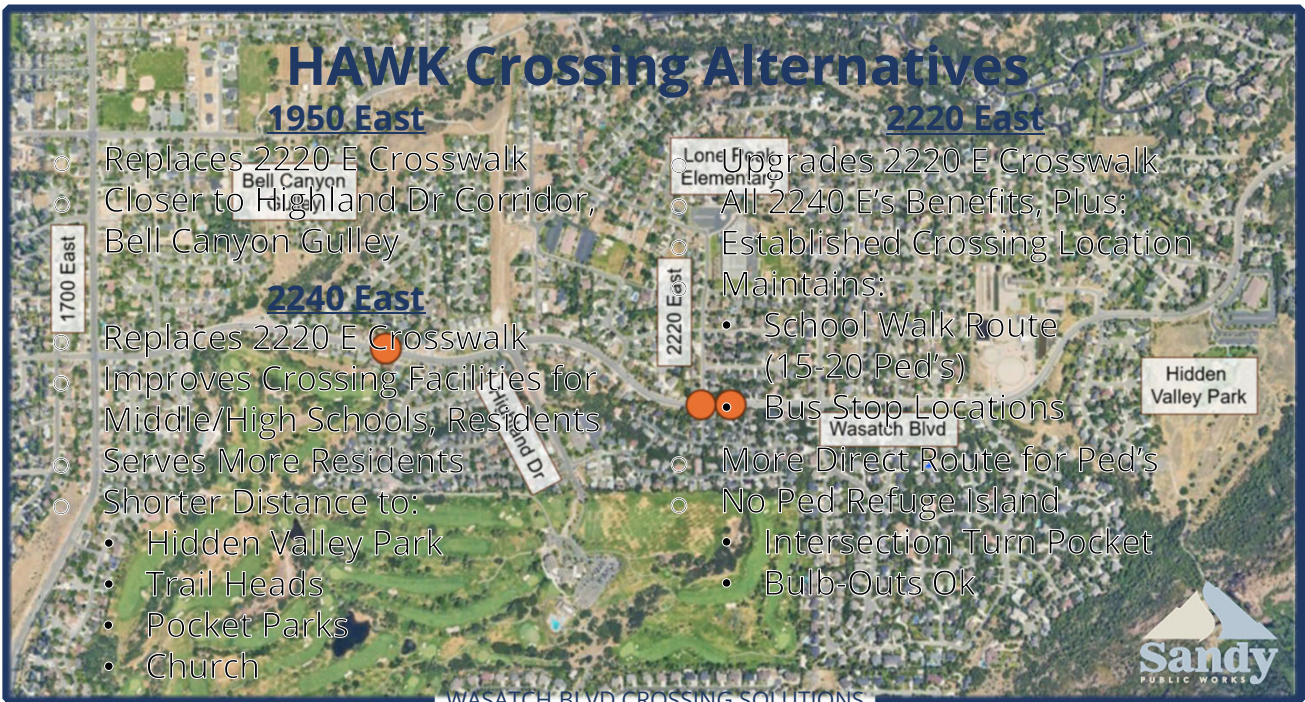 HAWK Crossing Alternatives
1950 East
Replaces 2220 E Crosswalk
Closer to Highland Dr Corridor,
Bell Canyon Gulley
2240 East
Replaces 2220 E Crosswalk
Improves Crossing Facilities for
Middle/High Schools, Residents
Serves More Residents
Shorter Distance to:
• Hidden Valley Park
• Trail Heads
• Pocket Parks
• Church
2220 East
Upgrades 2220 E Crosswalk
All 2240 E's Benefits, Plus:
Established Crossing Location
Maintains:
• School Walk Route
(15-20 Ped's)
• Bus Stop Locations
More Direct Route for Ped's
No Ped Refuge Island
• Intersection Turn Pocket
• Bulb-Outs Ok
Bell Canyon
Gulley
Lone Peak
Elementary
1700 East
2220 East
Highland Dr
Wasatch Blvd
Hidden
Valley Park
Sandy
PUBLIC WORKS
WASATCH BLVD CROSSING SOLUTIONS